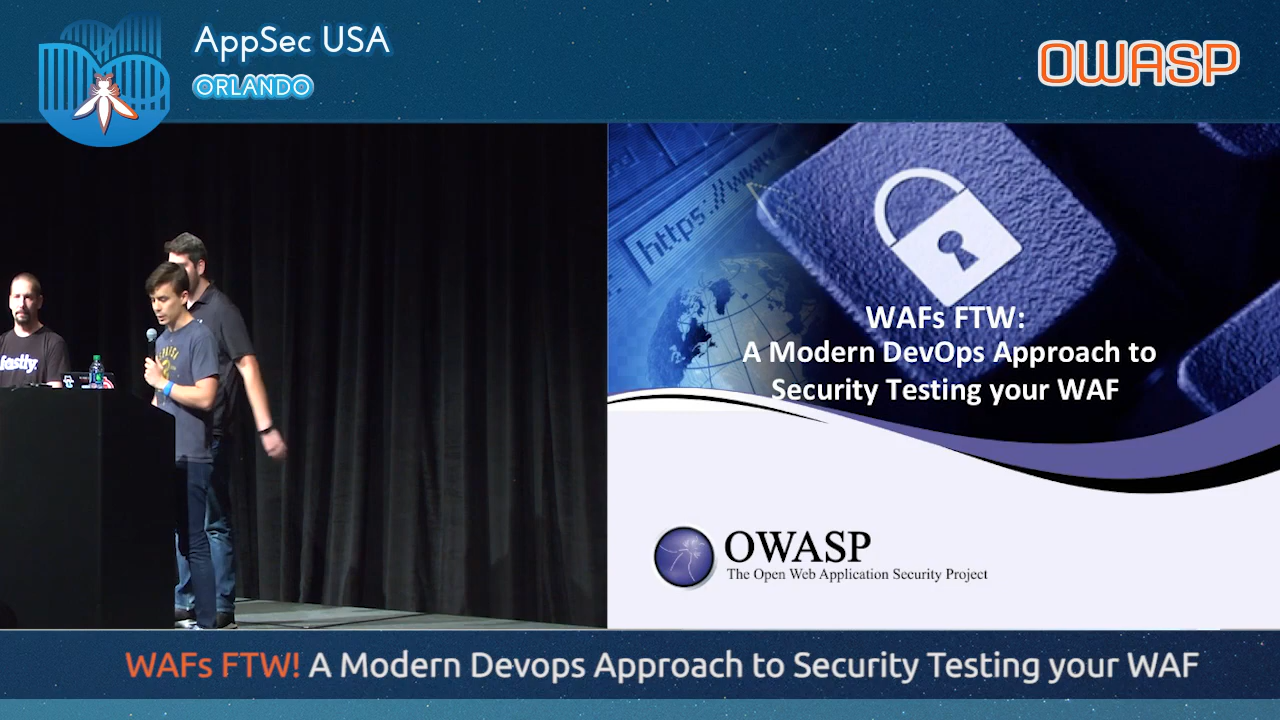 AppSec USA
ORLANDO
OWASP
https://www
fastly.
WAFs FTW:
A Modern DevOps Approach to
Security Testing your WAF
OWASP
The Open Web Application Security Project
WAFs FTW! A Modern Devops Approach to Security Testing your WAF